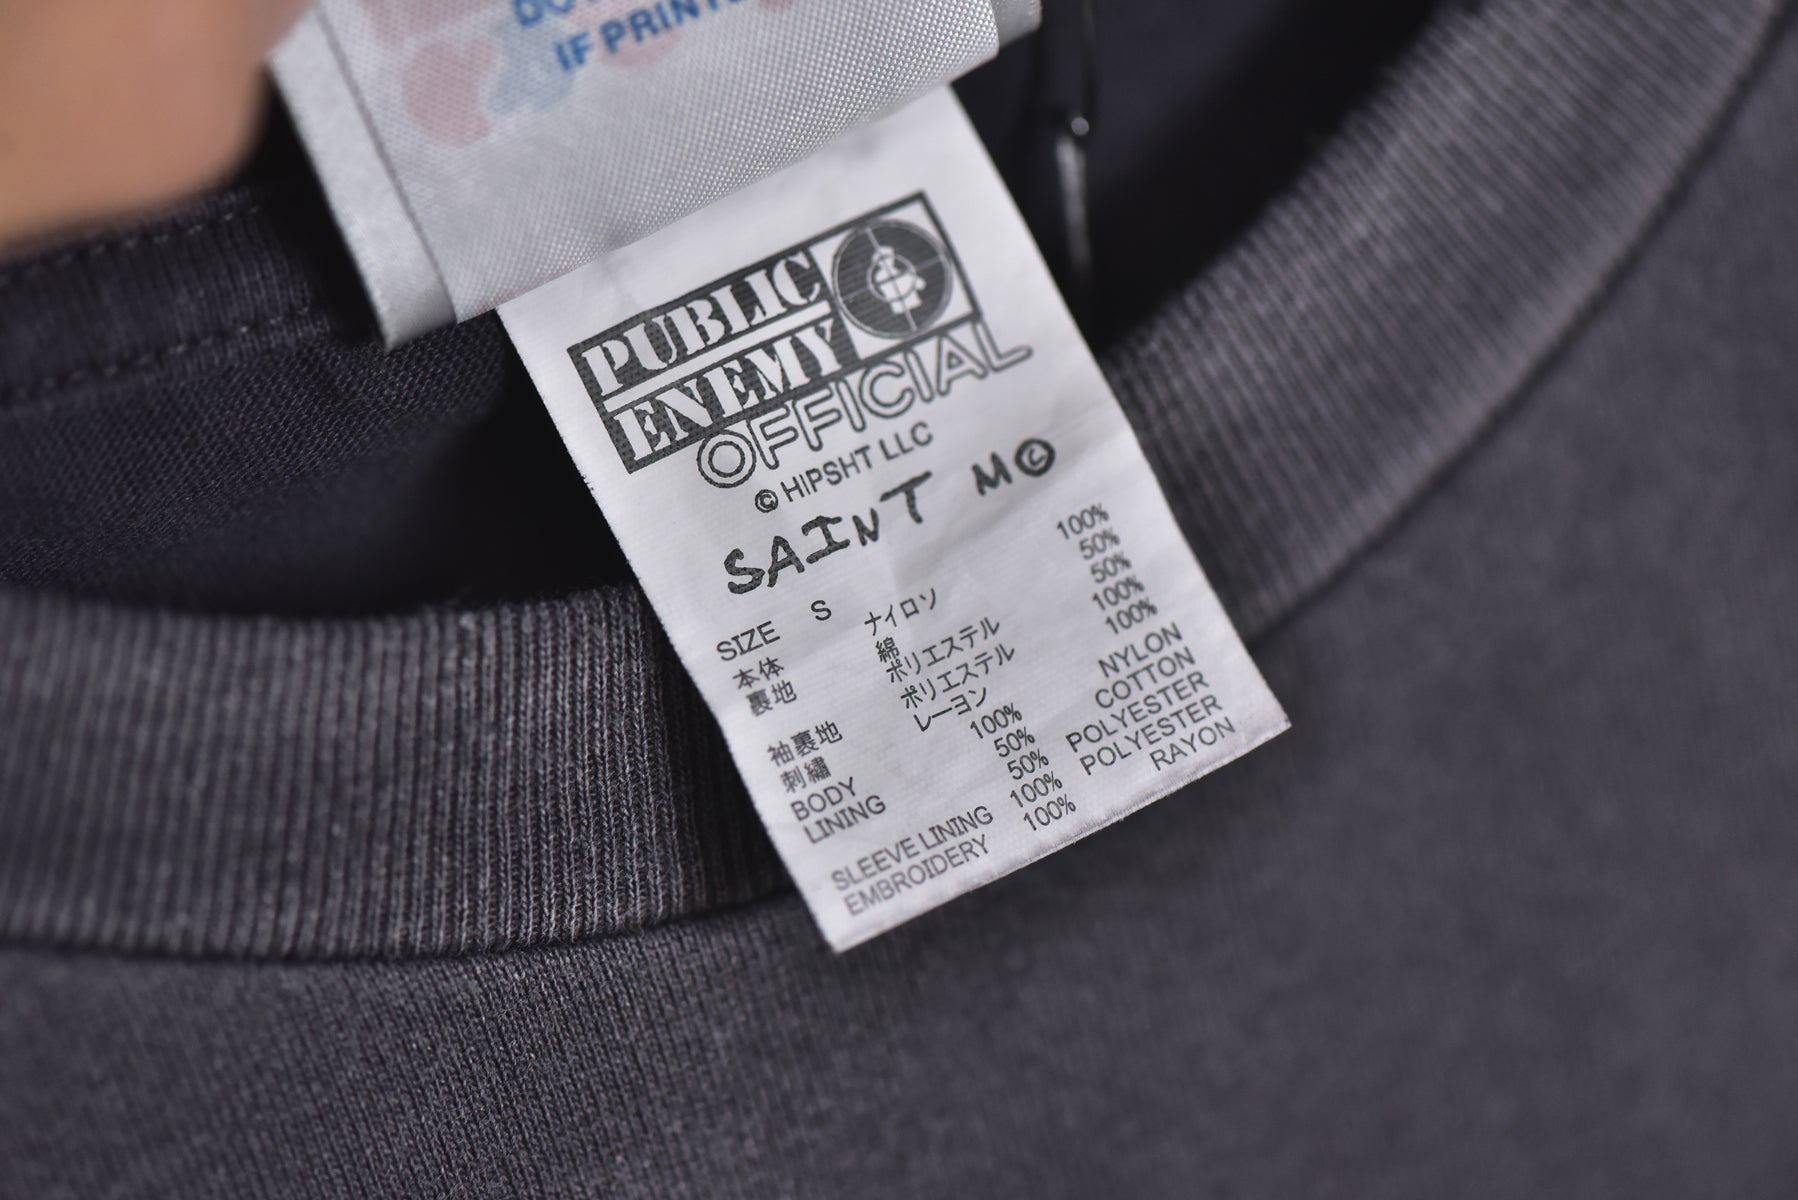 IF PRINT
PUBLIC
ENEMY
OFFICIAL
© HIPSHT LLC
SAINT M©
SIZE S
本体 ナイロソ 100%
裏地 綿 50%
ポリエステル 50%
袖裏地 ポリエステル 100%
刺繍 レーヨン 100%
BODY 100% NYLON
LINING 50% COTTON
50% POLYESTER
SLEEVE LINING 100% POLYESTER
EMBROIDERY 100% RAYON